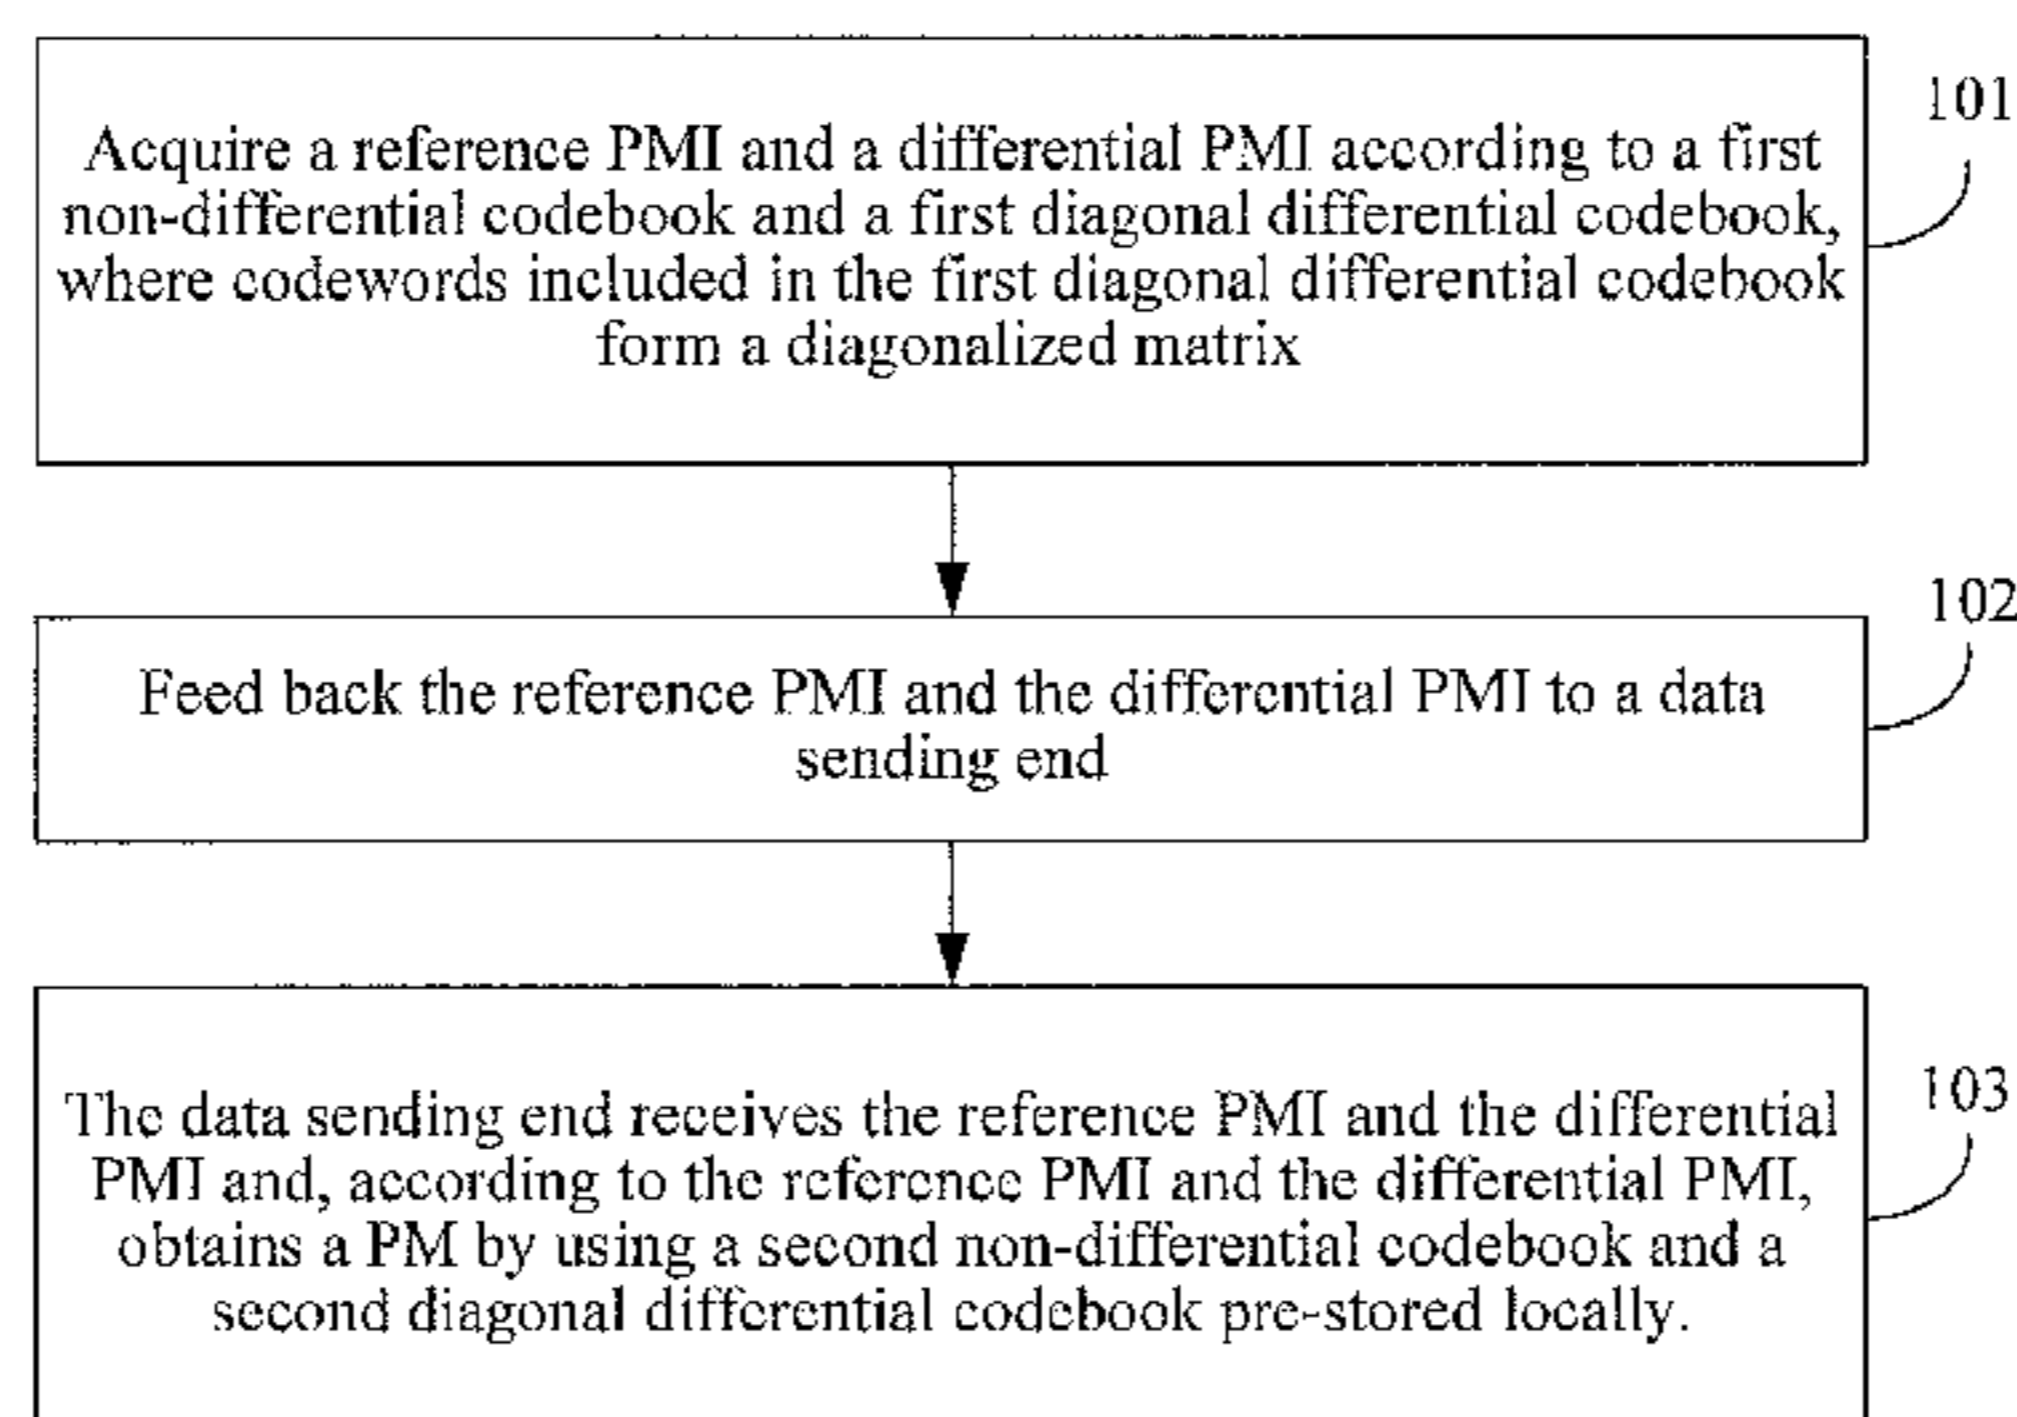 101
Acquire a reference PMI and a differential PMI according to a first
non-differential codebook and a first diagonal differential codebook,
where codewords included in the first diagonal differential codebook
form a diagonalized matrix
102
Feed back the reference PMI and the differential PMI to a data
sending end
103
The data sending end receives the reference PMI and the differential
PMI and, according to the reference PMI and the differential PMI,
obtains a PM by using a second non-differential codebook and a
second diagonal differential codebook pre-stored locally.